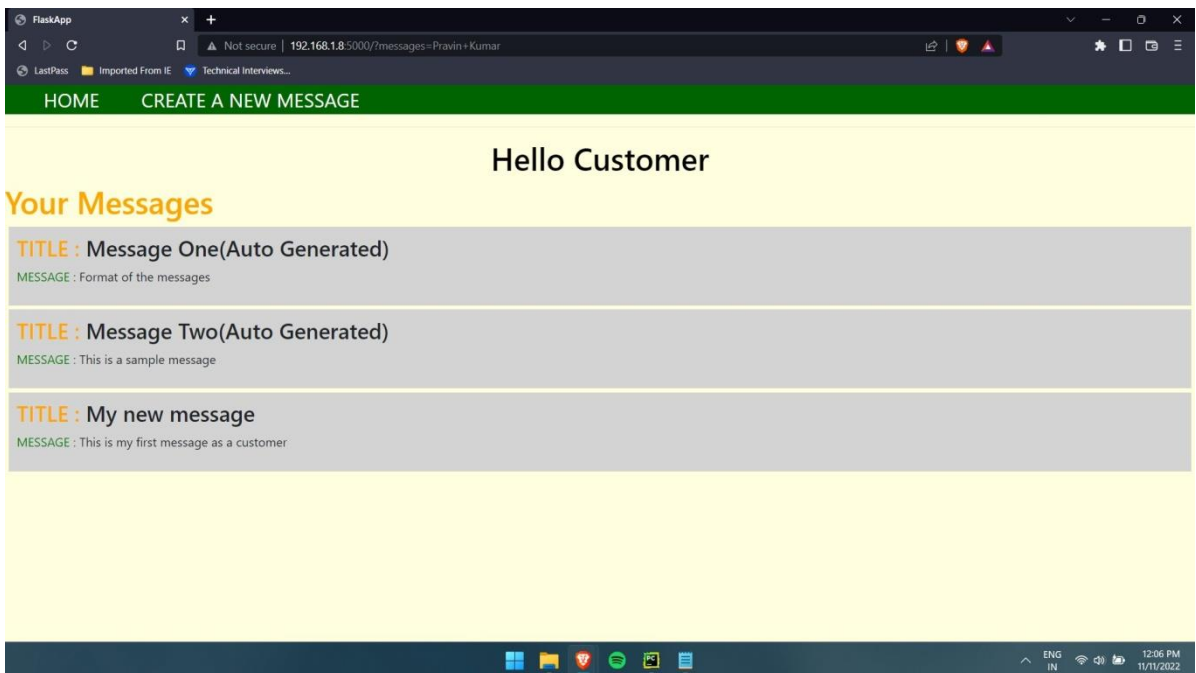 FlaskApp
Not secure | 192.168.1.8:5000/?messages=Pravin+Kumar
LastPass Imported From IE Technical Interviews...
HOME CREATE A NEW MESSAGE
Hello Customer
Your Messages
TITLE : Message One(Auto Generated)
MESSAGE : Format of the messages
TITLE : Message Two(Auto Generated)
MESSAGE : This is a sample message
TITLE : My new message
MESSAGE : This is my first message as a customer
PC
ENG
IN
12:06 PM
11/11/2022